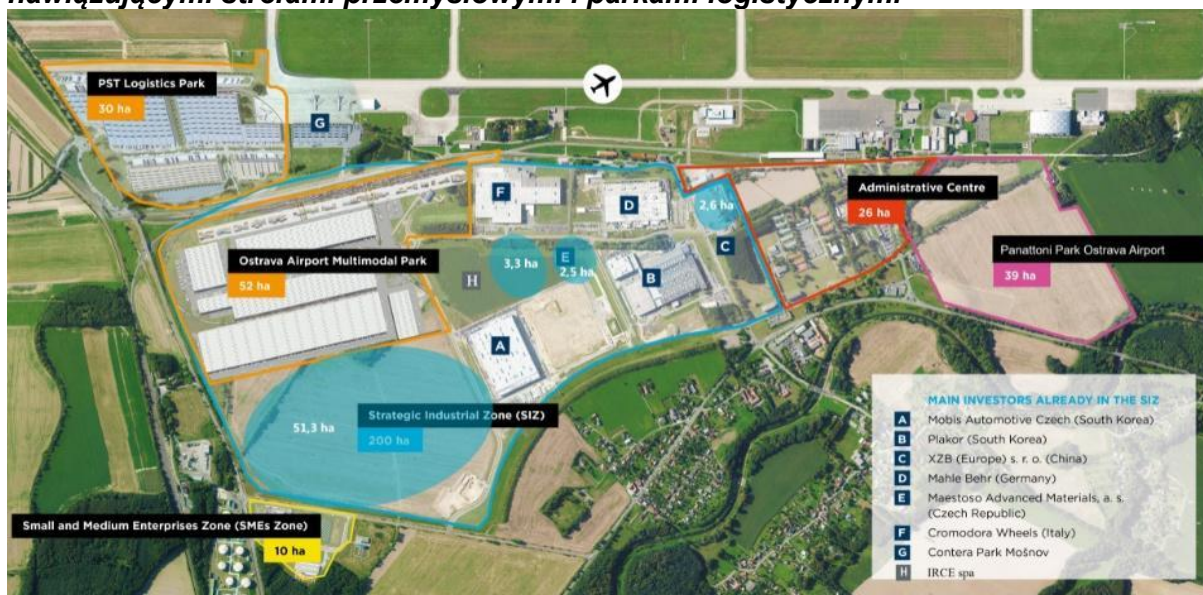 nawiązującymi strefami przemysłowymi i parkami logistycznymi
PST Logistics Park
30 ha
G
F
D
2,6 ha
Administrative Centre
26 ha
C
Panattoni Park Ostrava Airport
39 ha
Ostrava Airport Multimodal Park
52 ha
H
3,3 ha
E
2,5 ha
B
A
51,3 ha
Strategic Industrial Zone (SIZ)
200 ha
Small and Medium Enterprises Zone (SMEs Zone)
10 ha
MAIN INVESTORS ALREADY IN THE SIZ
A Mobis Automotive Czech (South Korea)
B Plakor (South Korea)
C XZB (Europe) s. r. o. (China)
D Mahle Behr (Germany)
E Maestoso Advanced Materials, a. s.
(Czech Republic)
F Cromodora Wheels (Italy)
G Contera Park Mošnov
H IRCE spa